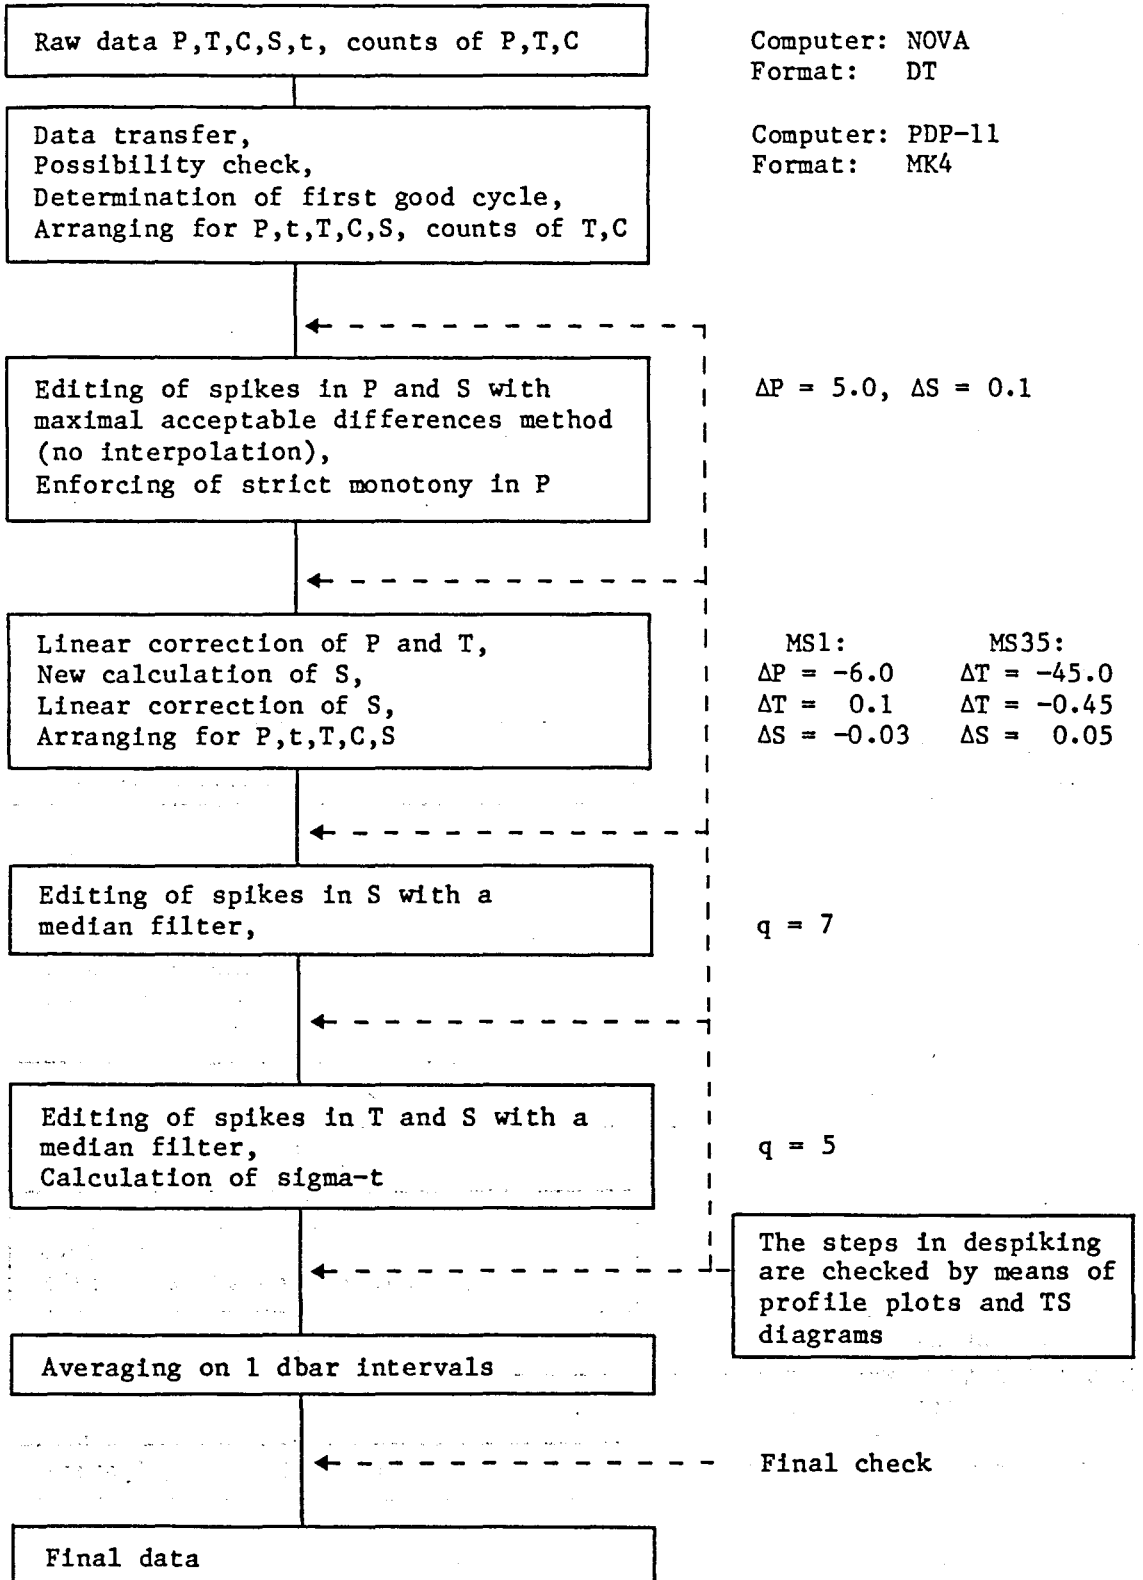 Raw data P,T,C,S,t, counts of P,T,C
Computer: NOVA
Format: DT
Data transfer,
Possibility check,
Determination of first good cycle,
Arranging for P,t,T,C,S, counts of T,C
Computer: PDP-11
Format: MK4
Editing of spikes in P and S with
maximal acceptable differences method
(no interpolation),
Enforcing of strict monotony in P
ΔP = 5.0, ΔS = 0.1
Linear correction of P and T,
New calculation of S,
Linear correction of S,
Arranging for P,t,T,C,S
MS1: MS35:
ΔP = -6.0 ΔT = -45.0
ΔT = 0.1 ΔT = -0.45
ΔS = -0.03 ΔS = 0.05
Editing of spikes in S with a
median filter,
q = 7
Editing of spikes in T and S with a
median filter,
Calculation of sigma-t
q = 5
The steps in despiking
are checked by means of
profile plots and TS
diagrams
Averaging on 1 dbar intervals
Final check
Final data